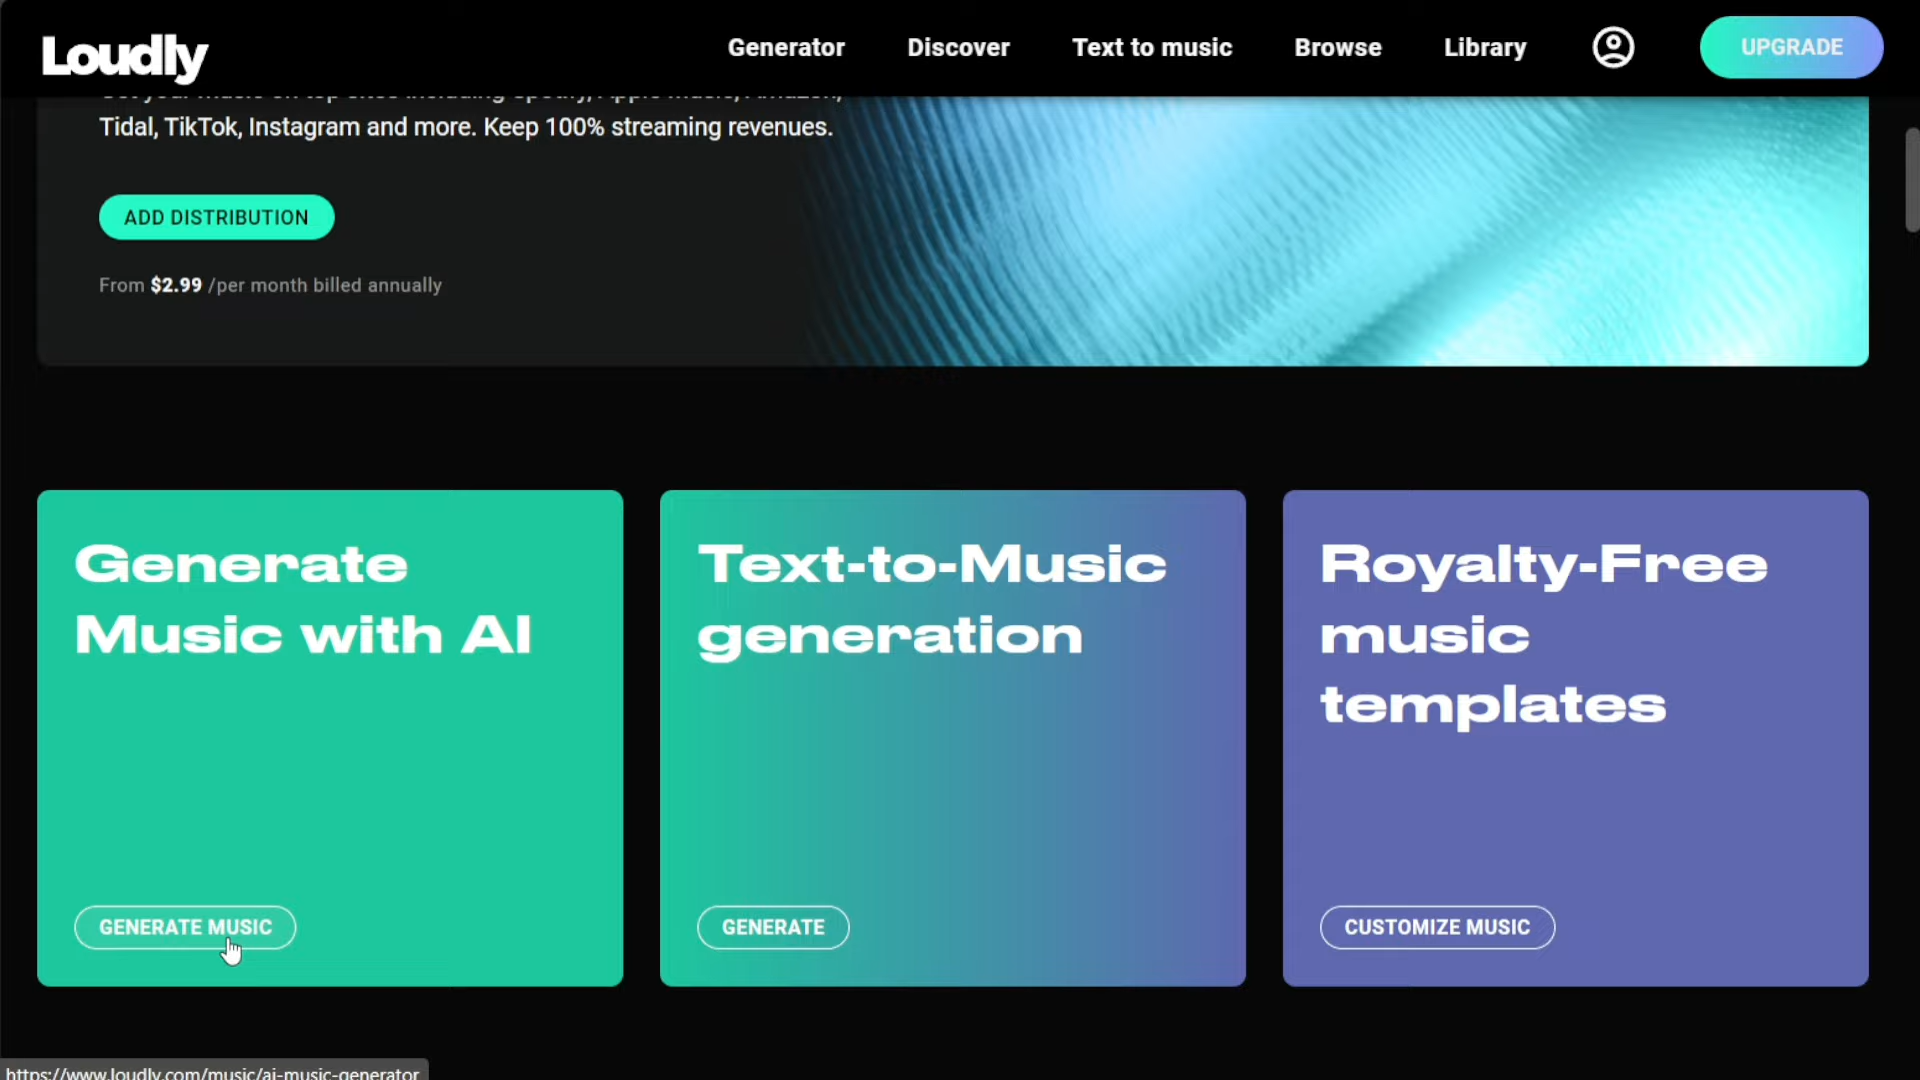 Loudly
Generator
Discover
Text to music
Browse
Library
UPGRADE
Tidal, TikTok, Instagram and more. Keep 100% streaming revenues.
ADD DISTRIBUTION
From $2.99 /per month billed annually
Generate
Music with AI
GENERATE MUSIC
Text-to-Music
generation
GENERATE
Royalty-Free
music
templates
CUSTOMIZE MUSIC
https://www.loudly.com/music/ai-music-generator